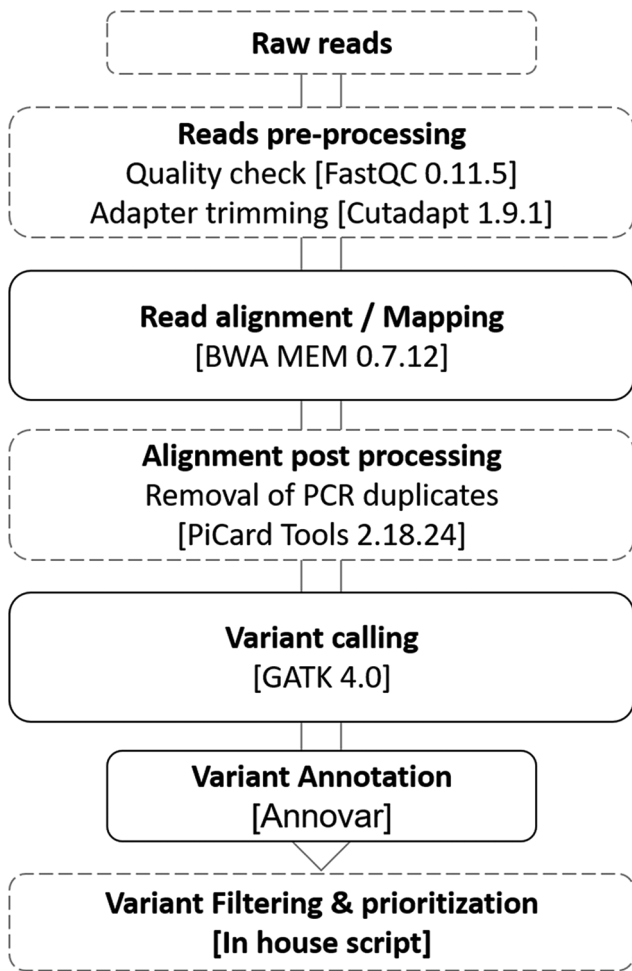 Raw reads
Reads pre-processing
Quality check [FastQC 0.11.5]
Adapter trimming [Cutadapt 1.9.1]
Read alignment / Mapping
[BWA MEM 0.7.12]
Alignment post processing
Removal of PCR duplicates
[PiCard Tools 2.18.24]
Variant calling
[GATK 4.0]
Variant Annotation
[Annovar]
Variant Filtering & prioritization
[In house script]